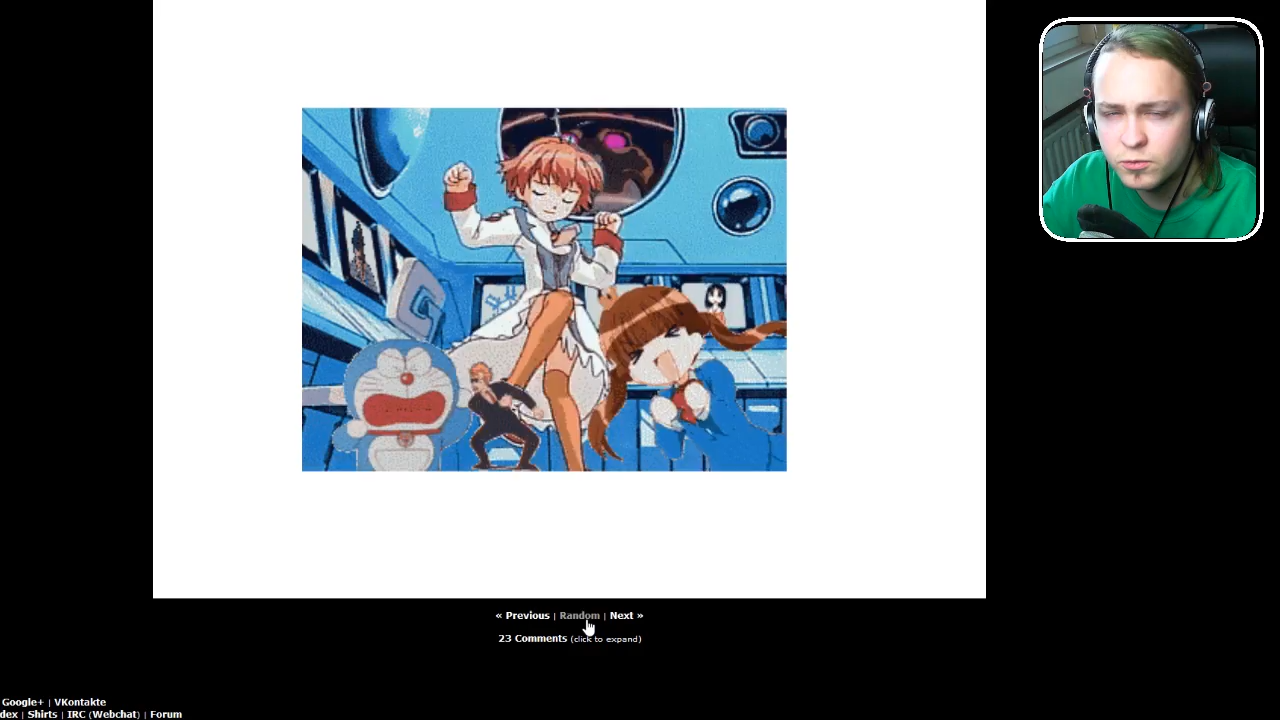 « Previous | Random | Next »
23 Comments (click to expand)
Google+ | VKontakte
dex | Shirts | IRC (Webchat) | Forum